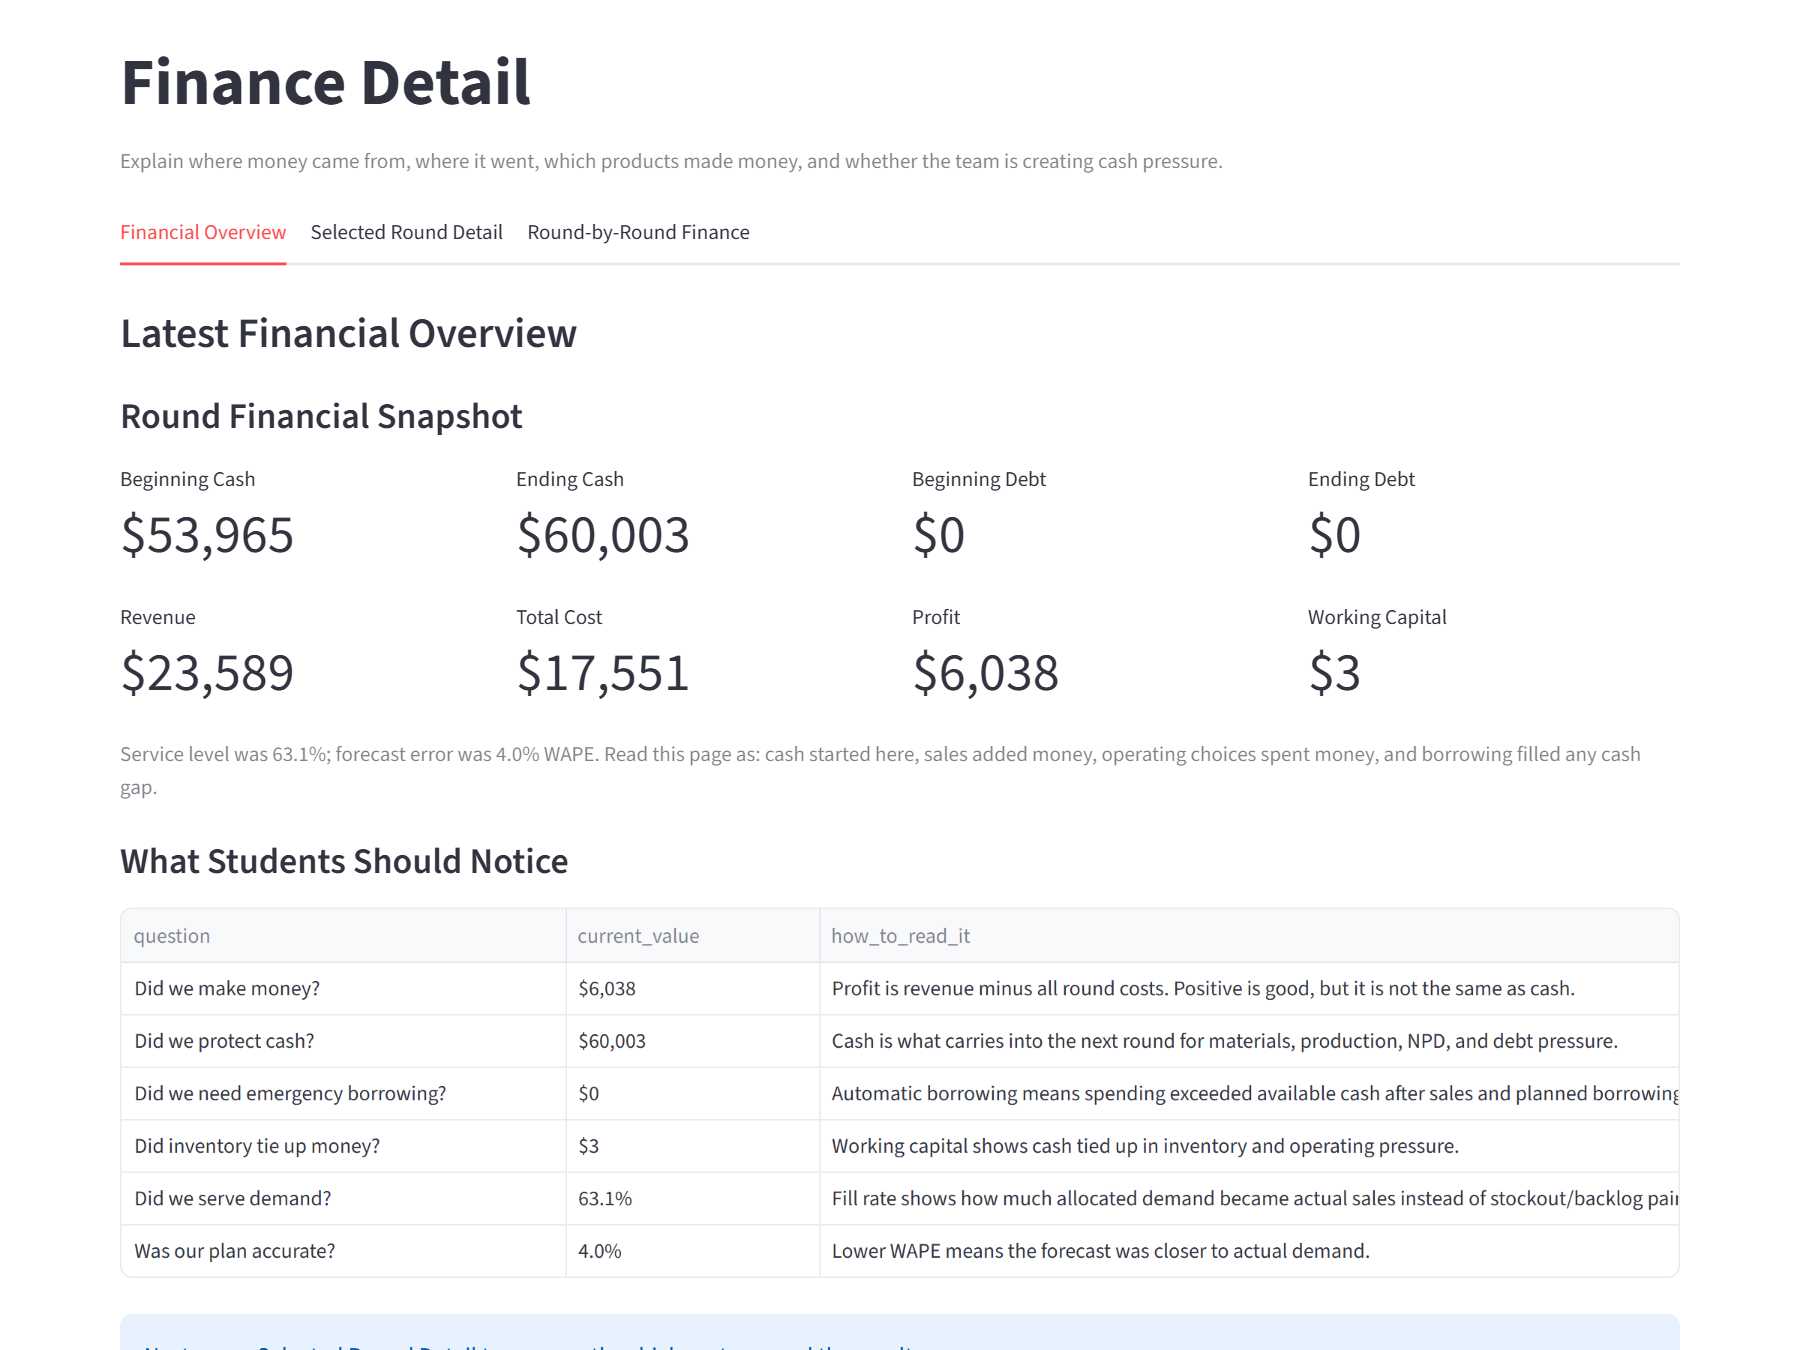 Finance Detail
Explain where money came from, where it went, which products made money, and whether the team is creating cash pressure.
Financial Overview Selected Round Detail Round-by-Round Finance
Latest Financial Overview
Round Financial Snapshot
Beginning Cash Ending Cash Beginning Debt Ending Debt
$53,965 $60,003 $0 $0
Revenue Total Cost Profit Working Capital
$23,589 $17,551 $6,038 $3
Service level was 63.1%; forecast error was 4.0% WAPE. Read this page as: cash started here, sales added money, operating choices spent money, and borrowing filled any cash
gap.
What Students Should Notice
question current_value how_to_read_it
Did we make money? $6,038 Profit is revenue minus all round costs. Positive is good, but it is not the same as cash.
Did we protect cash? $60,003 Cash is what carries into the next round for materials, production, NPD, and debt pressure.
Did we need emergency borrowing? $0 Automatic borrowing means spending exceeded available cash after sales and planned borrowing
Did inventory tie up money? $3 Working capital shows cash tied up in inventory and operating pressure.
Did we serve demand? 63.1% Fill rate shows how much allocated demand became actual sales instead of stockout/backlog
Was our plan accurate? 4.0% Lower WAPE means the forecast was closer to actual demand.